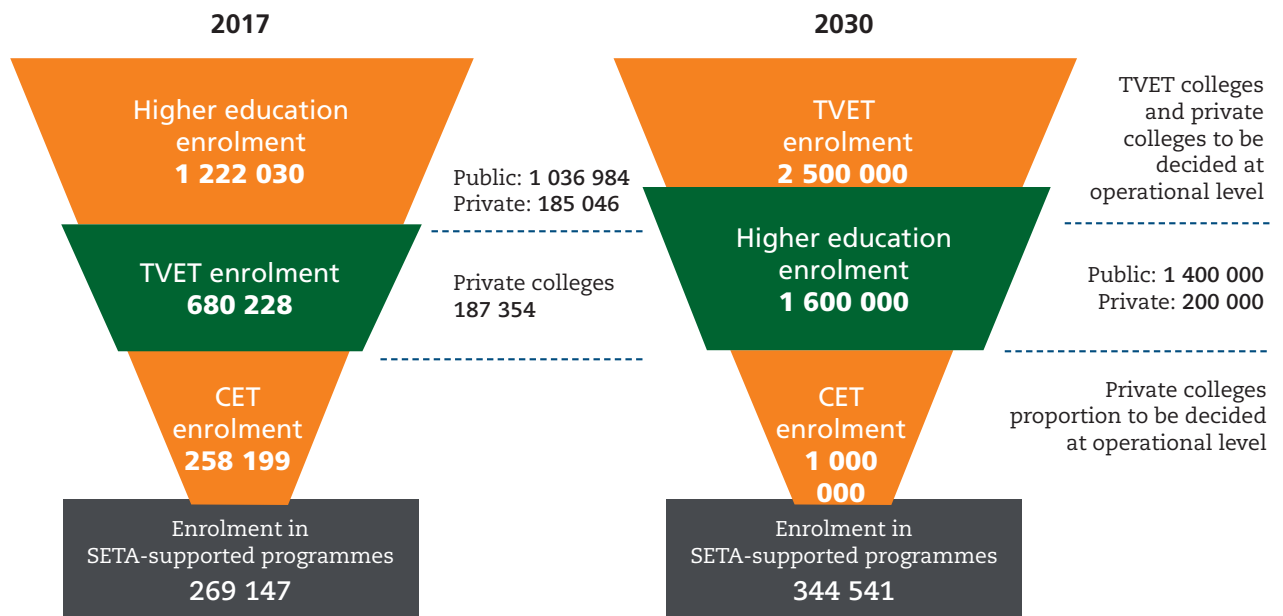 2017
Higher education
enrolment
1 222 030
Public: 1 036 984
Private: 185 046
TVET enrolment
680 228
Private colleges
187 354
CET
enrolment
258 199
Enrolment in
SETA-supported programmes
269 147
2030
TVET
enrolment
2 500 000
TVET colleges
and private
colleges to be
decided at
operational level
Higher education
enrolment
1 600 000
Public: 1 400 000
Private: 200 000
CET
enrolment
1 000
000
Private colleges
proportion to be decided
at operational level
Enrolment in
SETA-supported programmes
344 541